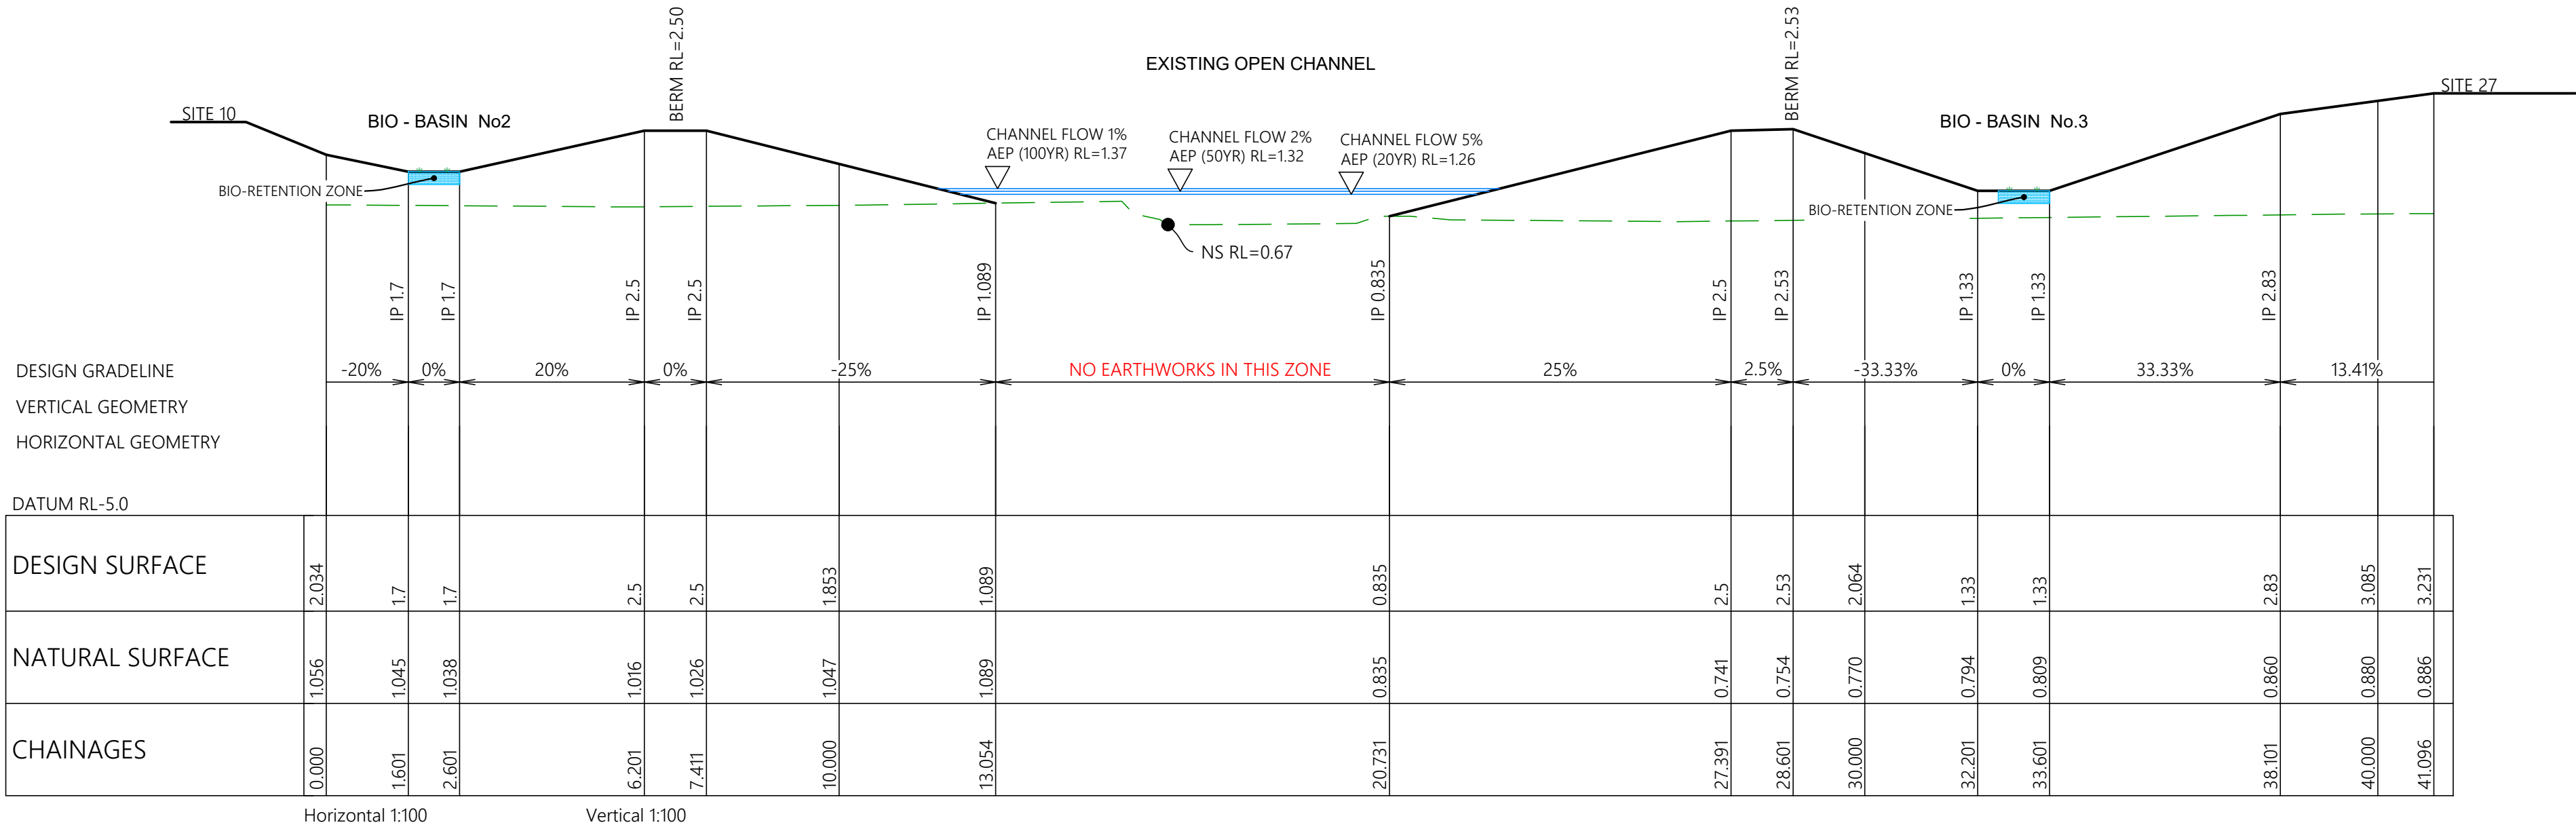 BERM RL=2.50
BERM RL=2.53
EXISTING OPEN CHANNEL
SITE 10
BIO - BASIN No2
SITE 27
BIO - BASIN No.3
CHANNEL FLOW 1%
AEP (100YR) RL=1.37
CHANNEL FLOW 2%
AEP (50YR) RL=1.32
CHANNEL FLOW 5%
AEP (20YR) RL=1.26
BIO-RETENTION ZONE
BIO-RETENTION ZONE
NS RL=0.67
IP 1.7
IP 1.7
IP 2.5
IP 2.5
IP 1.089
IP 0.835
IP 2.5
IP 2.53
IP 1.33
IP 1.33
IP 2.83
DESIGN GRADELINE
-20%
0%
20%
0%
-25%
NO EARTHWORKS IN THIS ZONE
25%
2.5%
-33.33%
0%
33.33%
13.41%
VERTICAL GEOMETRY
HORIZONTAL GEOMETRY
DATUM RL-5.0
DESIGN SURFACE
2.034
1.7
1.7
2.5
2.5
1.853
1.089
0.835
2.5
2.53
2.064
1.33
1.33
2.83
3.085
3.231
NATURAL SURFACE
1.056
1.045
1.038
1.016
1.026
1.047
1.089
0.835
0.741
0.754
0.770
0.794
0.809
0.860
0.880
0.886
CHAINAGES
0.000
1.601
2.601
6.201
7.411
10.000
13.054
20.731
27.391
28.601
30.000
32.201
33.601
38.101
40.000
41.096
Horizontal 1:100
Vertical 1:100